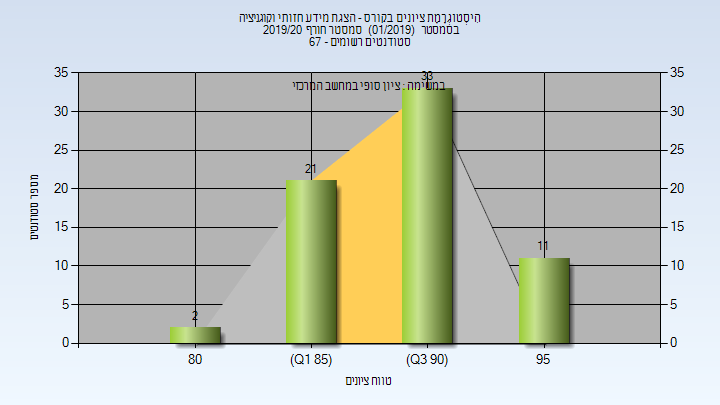 הִיסְטוֹגְרָמַת ציונים בקורס - הצגת מידע חזותי וקוגניציה
בסמסטר (01/2019) סמסטר חורף 2019/20
סטודנטים רשומים - 67
במשימה : ציון סופי במחשב המרכזי
מספר סטודנטים
35
30
25
20
15
10
5
0
35
30
25
20
15
10
5
0
2
21
33
11
80
(Q1 85)
(Q3 90)
95
טווח ציונים